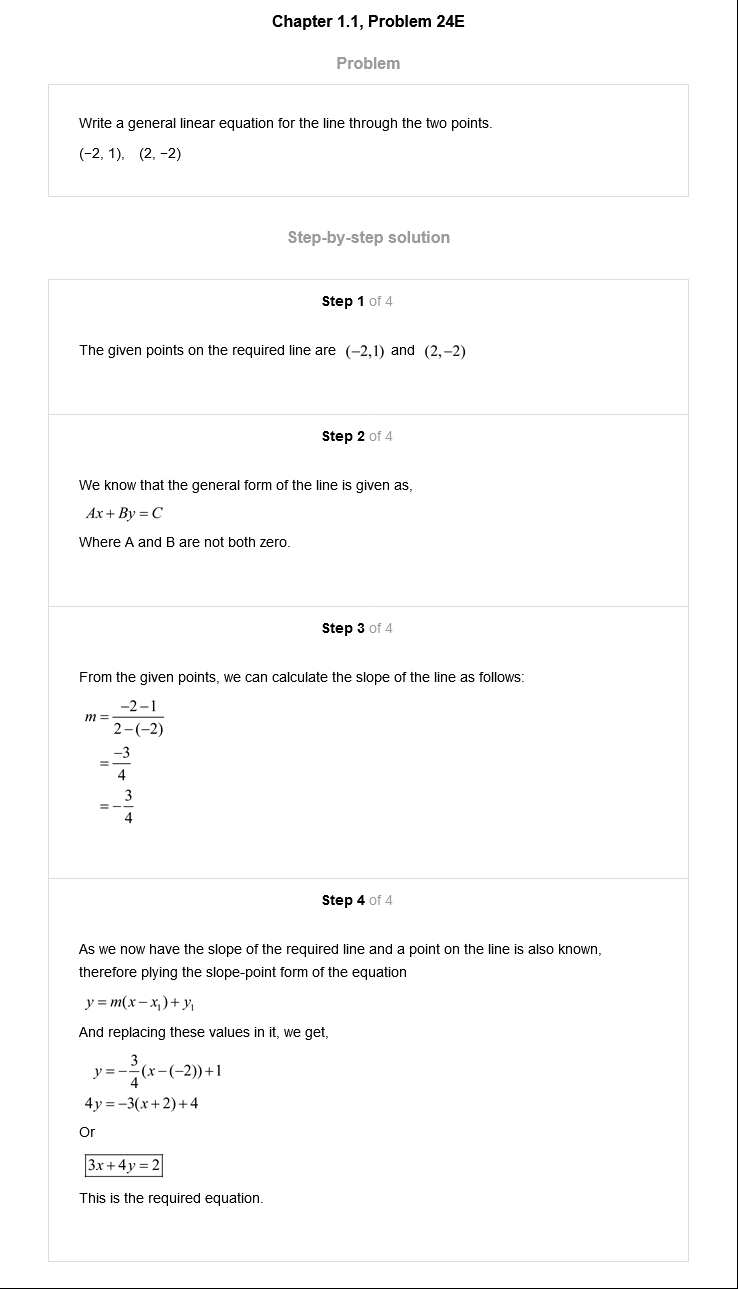 Chapter 1.1, Problem 24E
Problem
Write a general linear equation for the line through the two points.
(−2, 1), (2, −2)
Step-by-step solution
Step 1 of 4
The given points on the required line are (−2,1) and (2,−2)
Step 2 of 4
We know that the general form of the line is given as,
Ax + By = C
Where A and B are not both zero.
Step 3 of 4
From the given points, we can calculate the slope of the line as follows:
m = \frac{-2-1}{2-(-2)}
= \frac{-3}{4}
= -\frac{3}{4}
Step 4 of 4
As we now have the slope of the required line and a point on the line is also known,
therefore plying the slope-point form of the equation
y = m(x − x₁) + y₁
And replacing these values in it, we get,
y = -\frac{3}{4}(x − (−2)) + 1
4y = −3(x + 2) + 4
Or
3x + 4y = 2
This is the required equation.